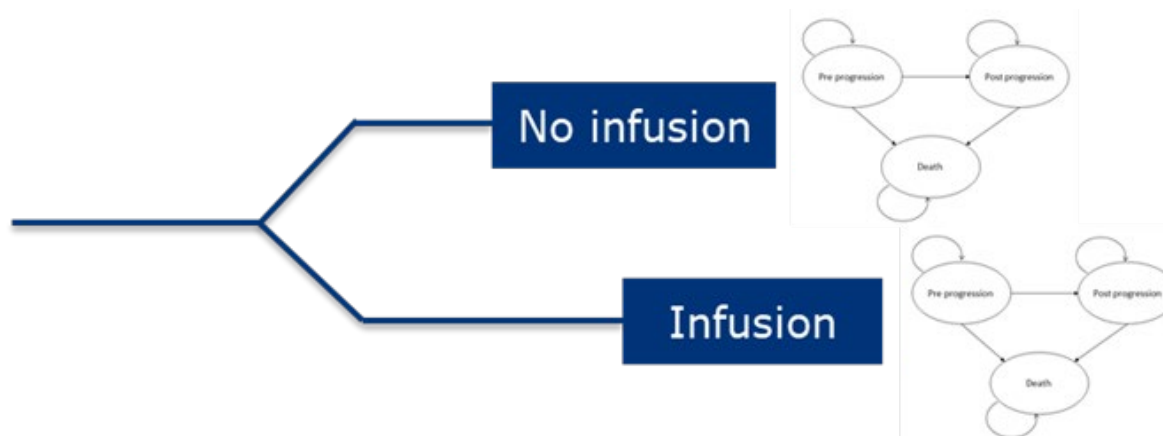 Pre progression
Post progression
No infusion
Death
Pre progression
Post progression
Infusion
Death